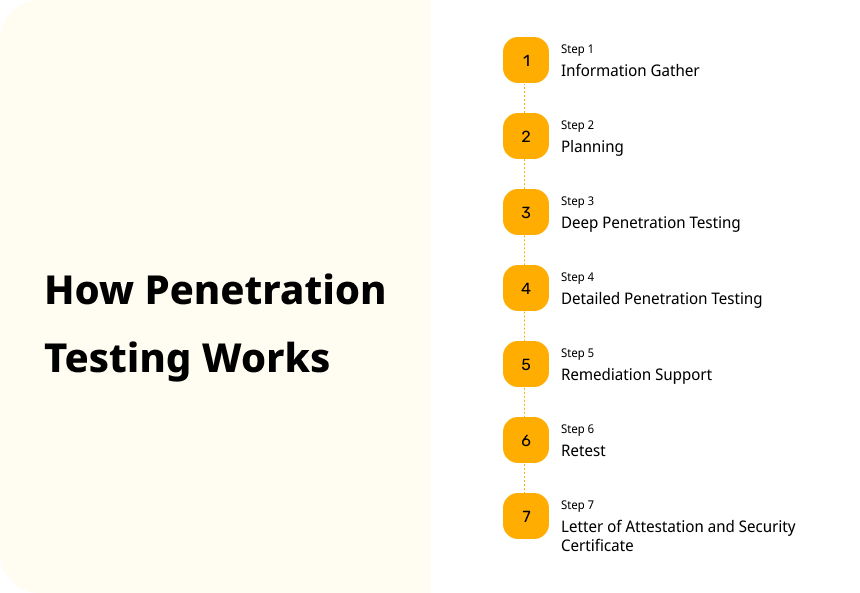 How Penetration
Testing Works
1
Step 1
Information Gather
2
Step 2
Planning
3
Step 3
Deep Penetration Testing
4
Step 4
Detailed Penetration Testing
5
Step 5
Remediation Support
6
Step 6
Retest
7
Step 7
Letter of Attestation and Security
Certificate